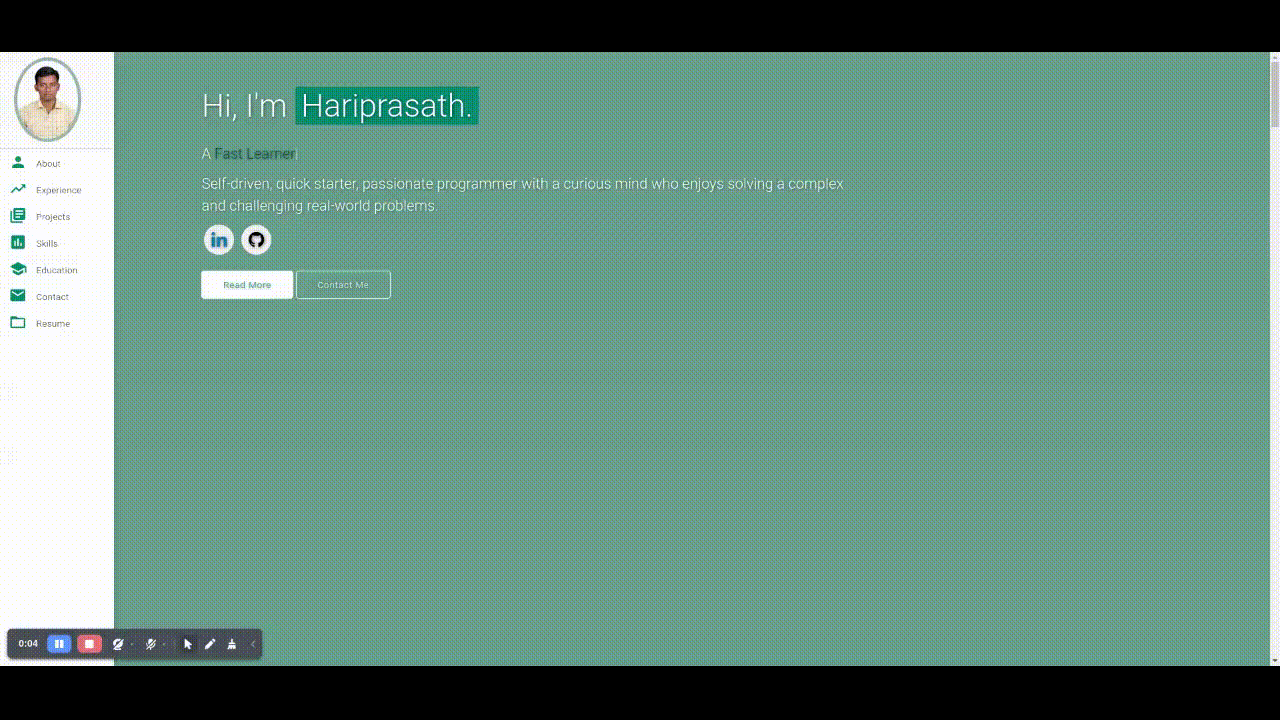 Hi, I'm Hariprasath.
A Fast Learner
Self-driven, quick starter, passionate programmer with a curious mind who enjoys solving a complex
and challenging real-world problems.
in
Read More
Contact Me
About
Experience
Projects
Skills
Education
Contact
Resume
0:04